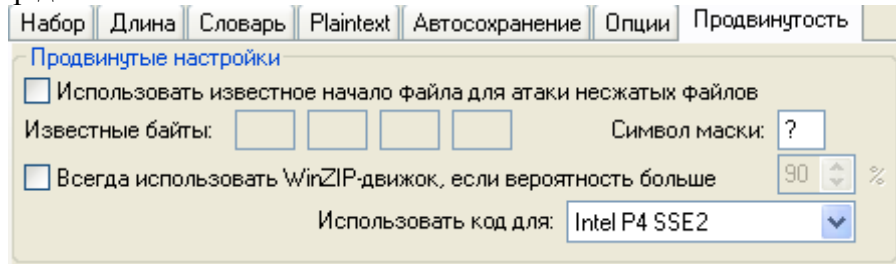 Набор Длина Словарь Plaintext Автосохранение Опции Продвинутость
Продвинутые настройки
Использовать известное начало файла для атаки несжатых файлов
Известные байты: Символ маски: ?
Всегда использовать WinZIP-движок, если вероятность больше 90 %
Использовать код для: Intel P4 SSE2